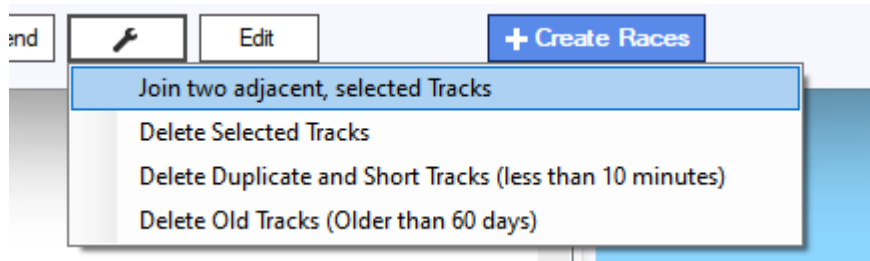 end
Edit
+ Create Races
Join two adjacent, selected Tracks
Delete Selected Tracks
Delete Duplicate and Short Tracks (less than 10 minutes)
Delete Old Tracks (Older than 60 days)